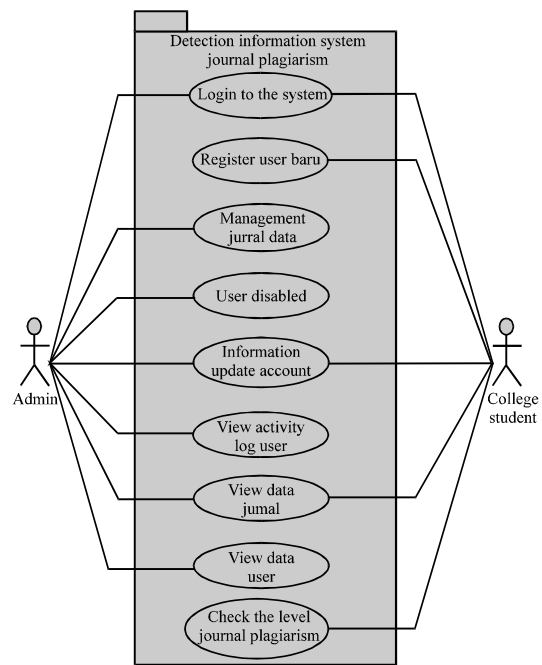 Detection information system
journal plagiarism
Login to the system
Register user baru
Management
jurral data
User disabled
Information
update account
Admin
College
student
View activity
log user
View data
jumal
View data
user
Check the level
journal plagiarism